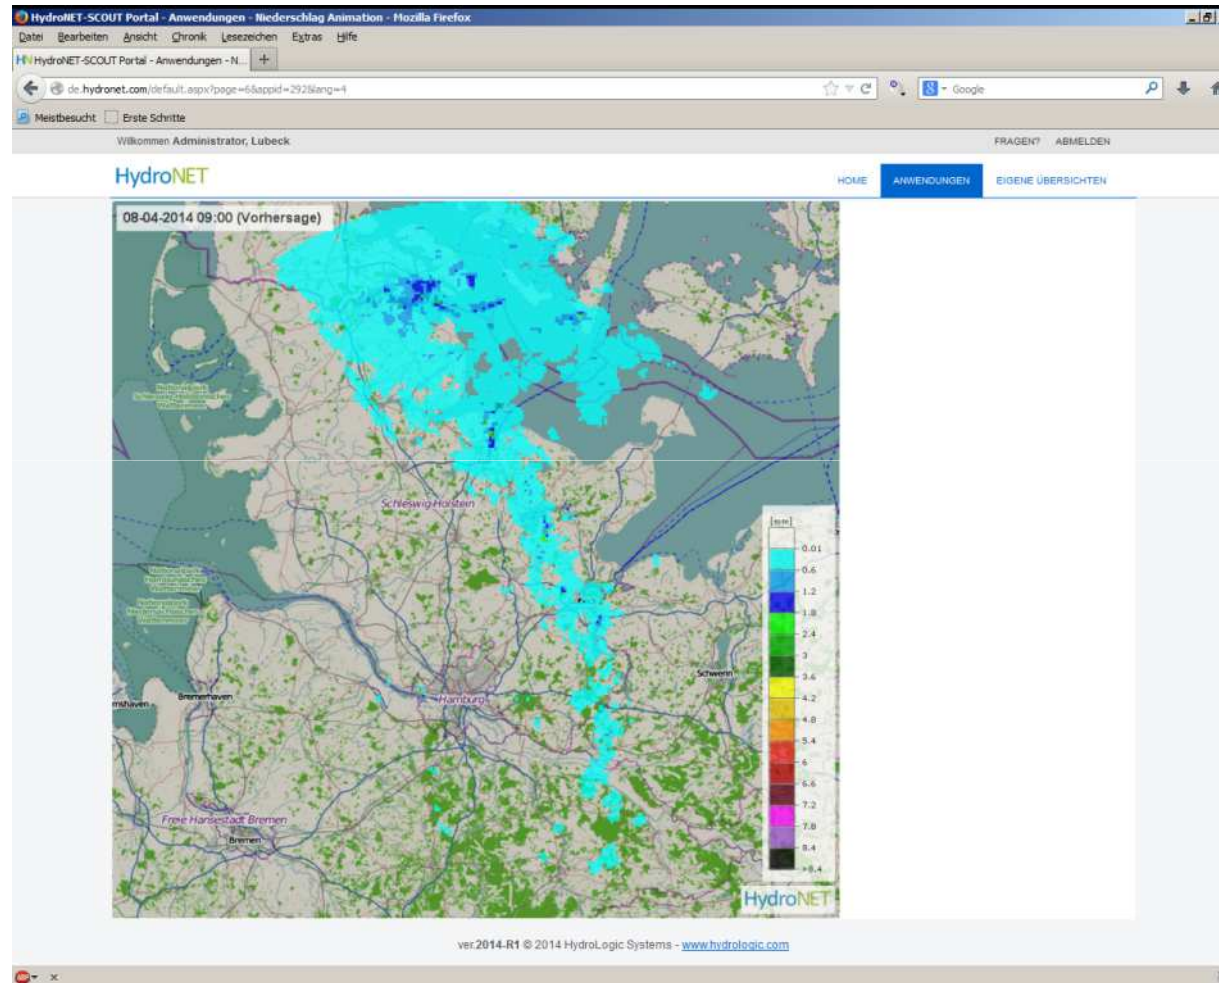 HydroNET-SCOUT Portal - Anwendungen - Niederschlag Animation - Mozilla Firefox
Datei Bearbeiten Ansicht Chronik Lesezeichen Extras Hilfe
HydroNET-SCOUT Portal - Anwendungen - N...
de.hydronet.com/default.aspx?page=6&appid=292&lang=4
Google
Meistbesucht Erste Schritte
Willkommen Administrator, Lubeck
FRAGEN? ABMELDEN
HydroNET
HOME ANWENDUNGEN EIGENE ÜBERSICHTEN
08-04-2014 09:00 (Vorhersage)
Schleswig-Holstein
[mm]
0.01
0.6
1.2
1.8
2.4
3
3.6
4.2
4.8
5.4
6
6.6
7.2
7.8
8.4
>8.4
Schwerin
Bremerhaven
Hamburg
Freie Hansestadt Bremen
Bremen
HydroNET
ver.2014-R1 © 2014 HydroLogic Systems - www.hydrologic.com